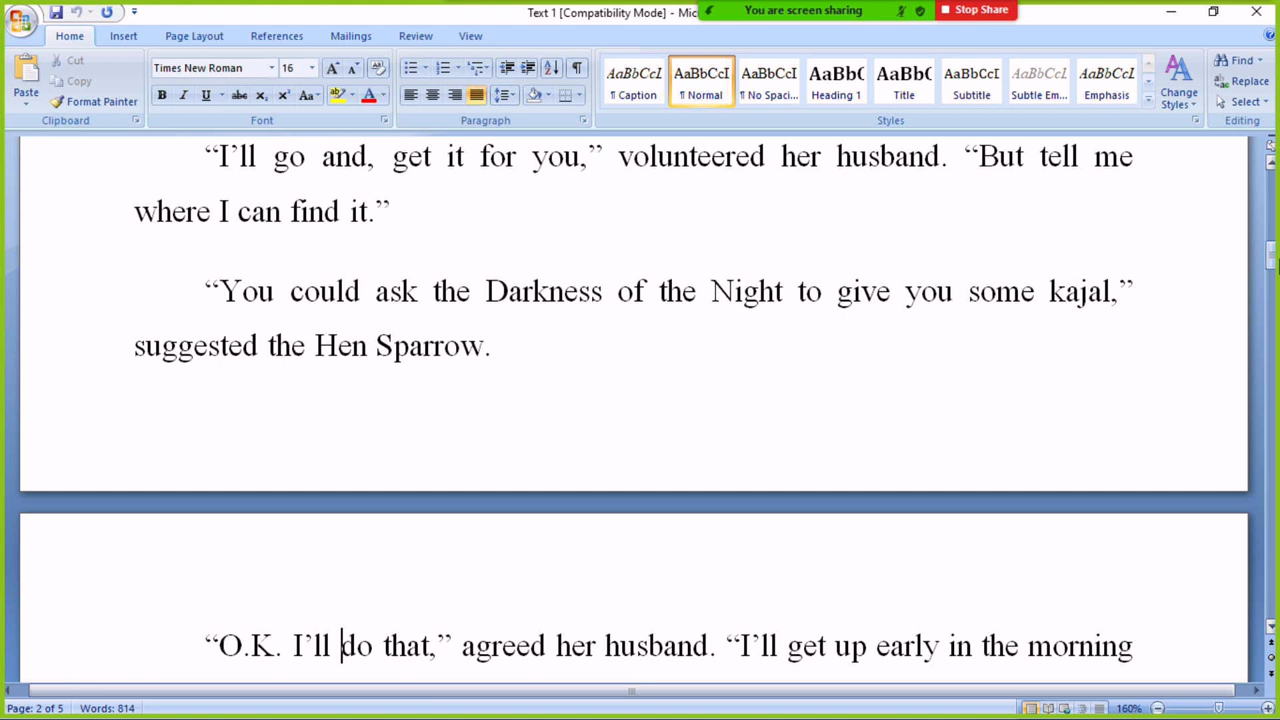 Text 1 [Compatibility Mode] - Mic
You are screen sharing
Stop Share
Home Insert Page Layout References Mailings Review View
Paste
Cut
Copy
Format Painter
Clipboard
Times New Roman 16
B I U abc X² X² Aa A
Font
Paragraph
AaBbCcI AaBbCcI AaBbCcI AaBbC AaBbC AaBbCcI AaBbCcI AaBbCcI
¶ Caption ¶ Normal ¶ No Spaci... Heading 1 Title Subtitle Subtle Em... Emphasis
Change Styles
Styles
Find
Replace
Select
Editing
“I’ll go and, get it for you,” volunteered her husband. “But tell me
where I can find it.”
“You could ask the Darkness of the Night to give you some kajal,”
suggested the Hen Sparrow.
“O.K. I’ll do that,” agreed her husband. “I’ll get up early in the morning
Page: 2 of 5 Words: 814 160%